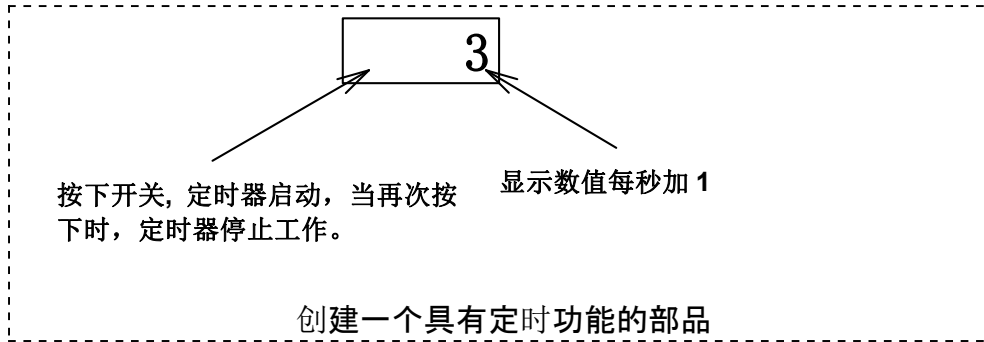 3
按下开关, 定时器启动，当再次按
下时，定时器停止工作。
显示数值每秒加 1
创建一个具有定时功能的部品